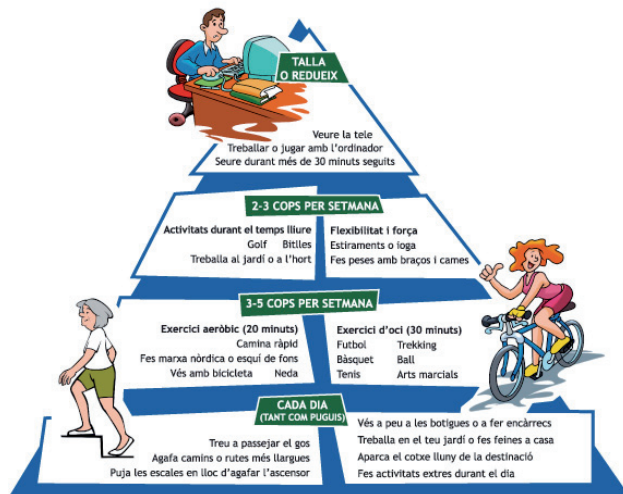 TALLA
O REDUEIX
Veure la tele
Treballar o jugar amb l'ordinador
Seure durant més de 30 minuts seguits
2-3 COPS PER SETMANA
Activitats durant el temps lliure
Golf Bitlles
Treballa al jardí o a l'hort
Flexibilitat i força
Estiraments o ioga
Fes peses amb braços i cames
3-5 COPS PER SETMANA
Exercici aeròbic (20 minuts)
Camina ràpid
Fes marxa nòrdica o esquí de fons
Vés amb bicicleta Neda
Exercici d'oci (30 minuts)
Futbol Trekking
Bàsquet Ball
Tenis Arts marcials
CADA DIA
(TANT COM PUGUIS)
Treu a passejar el gos
Agafa camins o rutes més llargues
Puja les escales en lloc d'agafar l'ascensor
Vés a peu a les botigues o a fer encàrrecs
Treballa en el teu jardí o fes feines a casa
Aparca el cotxe lluny de la destinació
Fes activitats extres durant el dia